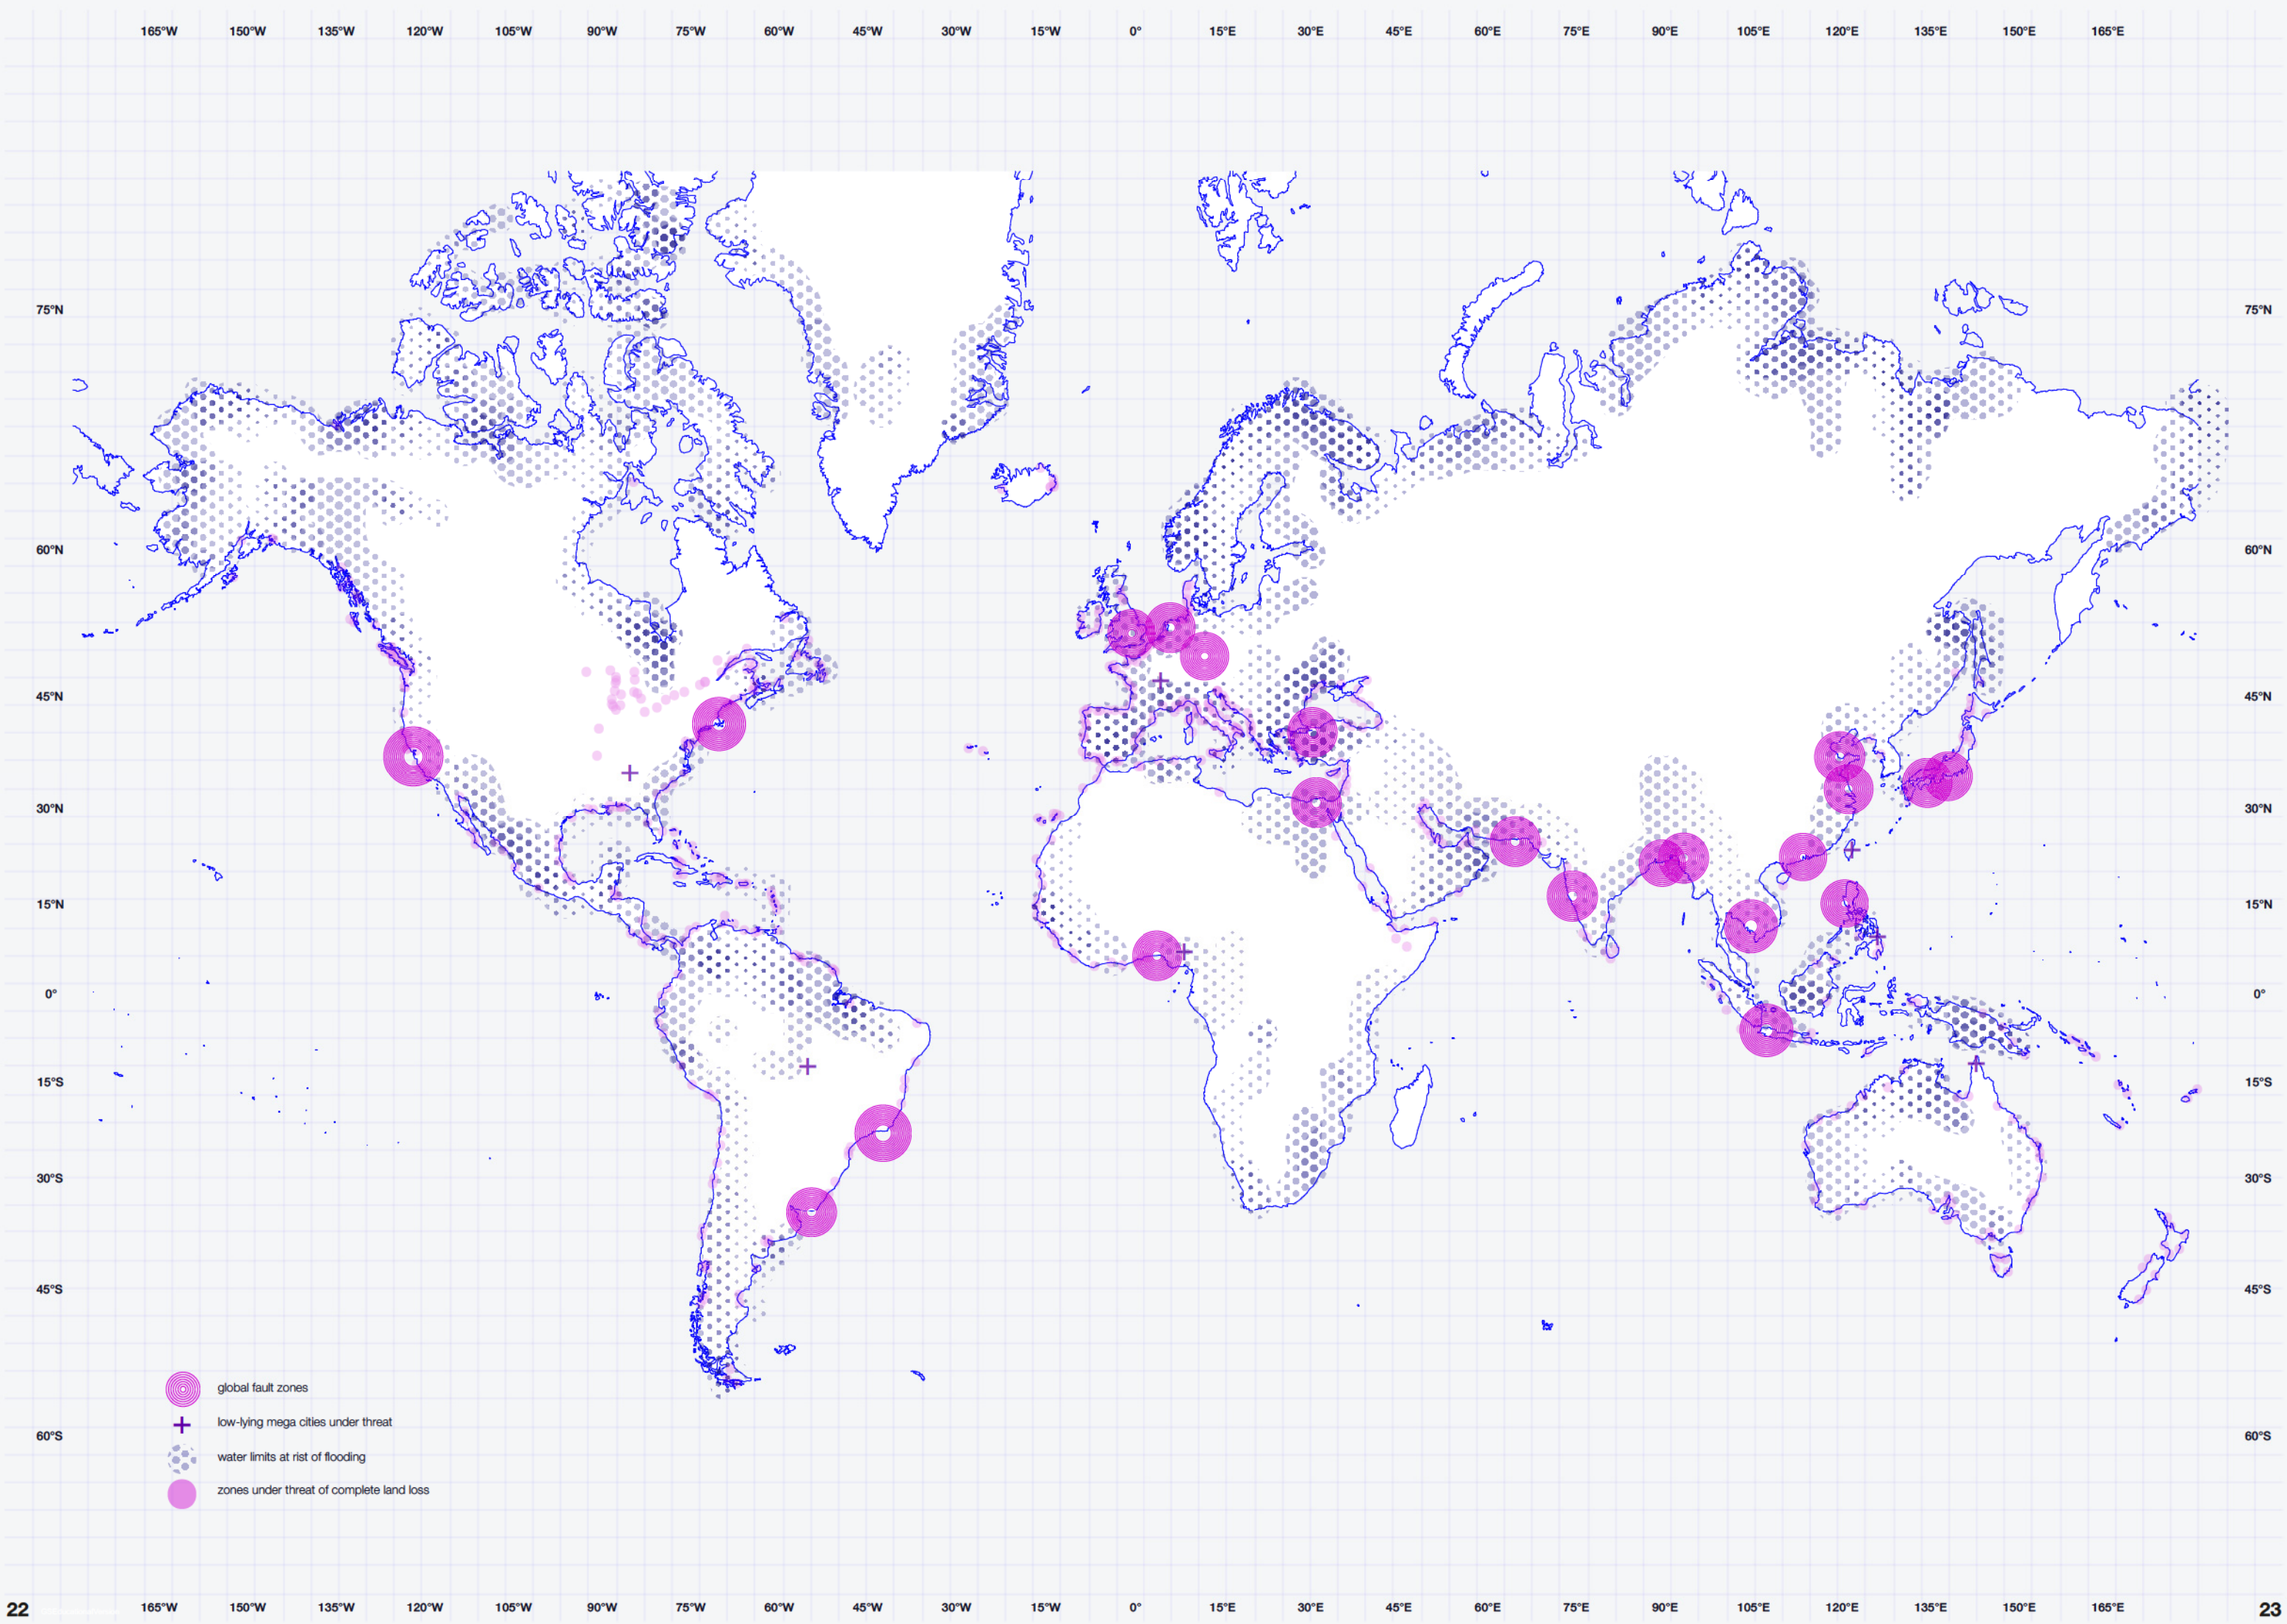 165°W 150°W 135°W 120°W 105°W 90°W 75°W 60°W 45°W 30°W 15°W 0° 15°E 30°E 45°E 60°E 75°E 90°E 105°E 120°E 135°E 150°E 165°E
75°N 75°N
60°N 60°N
45°N 45°N
30°N 30°N
15°N 15°N
0° 0°
15°S 15°S
30°S 30°S
45°S 45°S
global fault zones
low-lying mega cities under threat
60°S 60°S
water limits at rist of flooding
zones under threat of complete land loss
22 165°W 150°W 135°W 120°W 105°W 90°W 75°W 60°W 45°W 30°W 15°W 0° 15°E 30°E 45°E 60°E 75°E 90°E 105°E 120°E 135°E 150°E 165°E 23